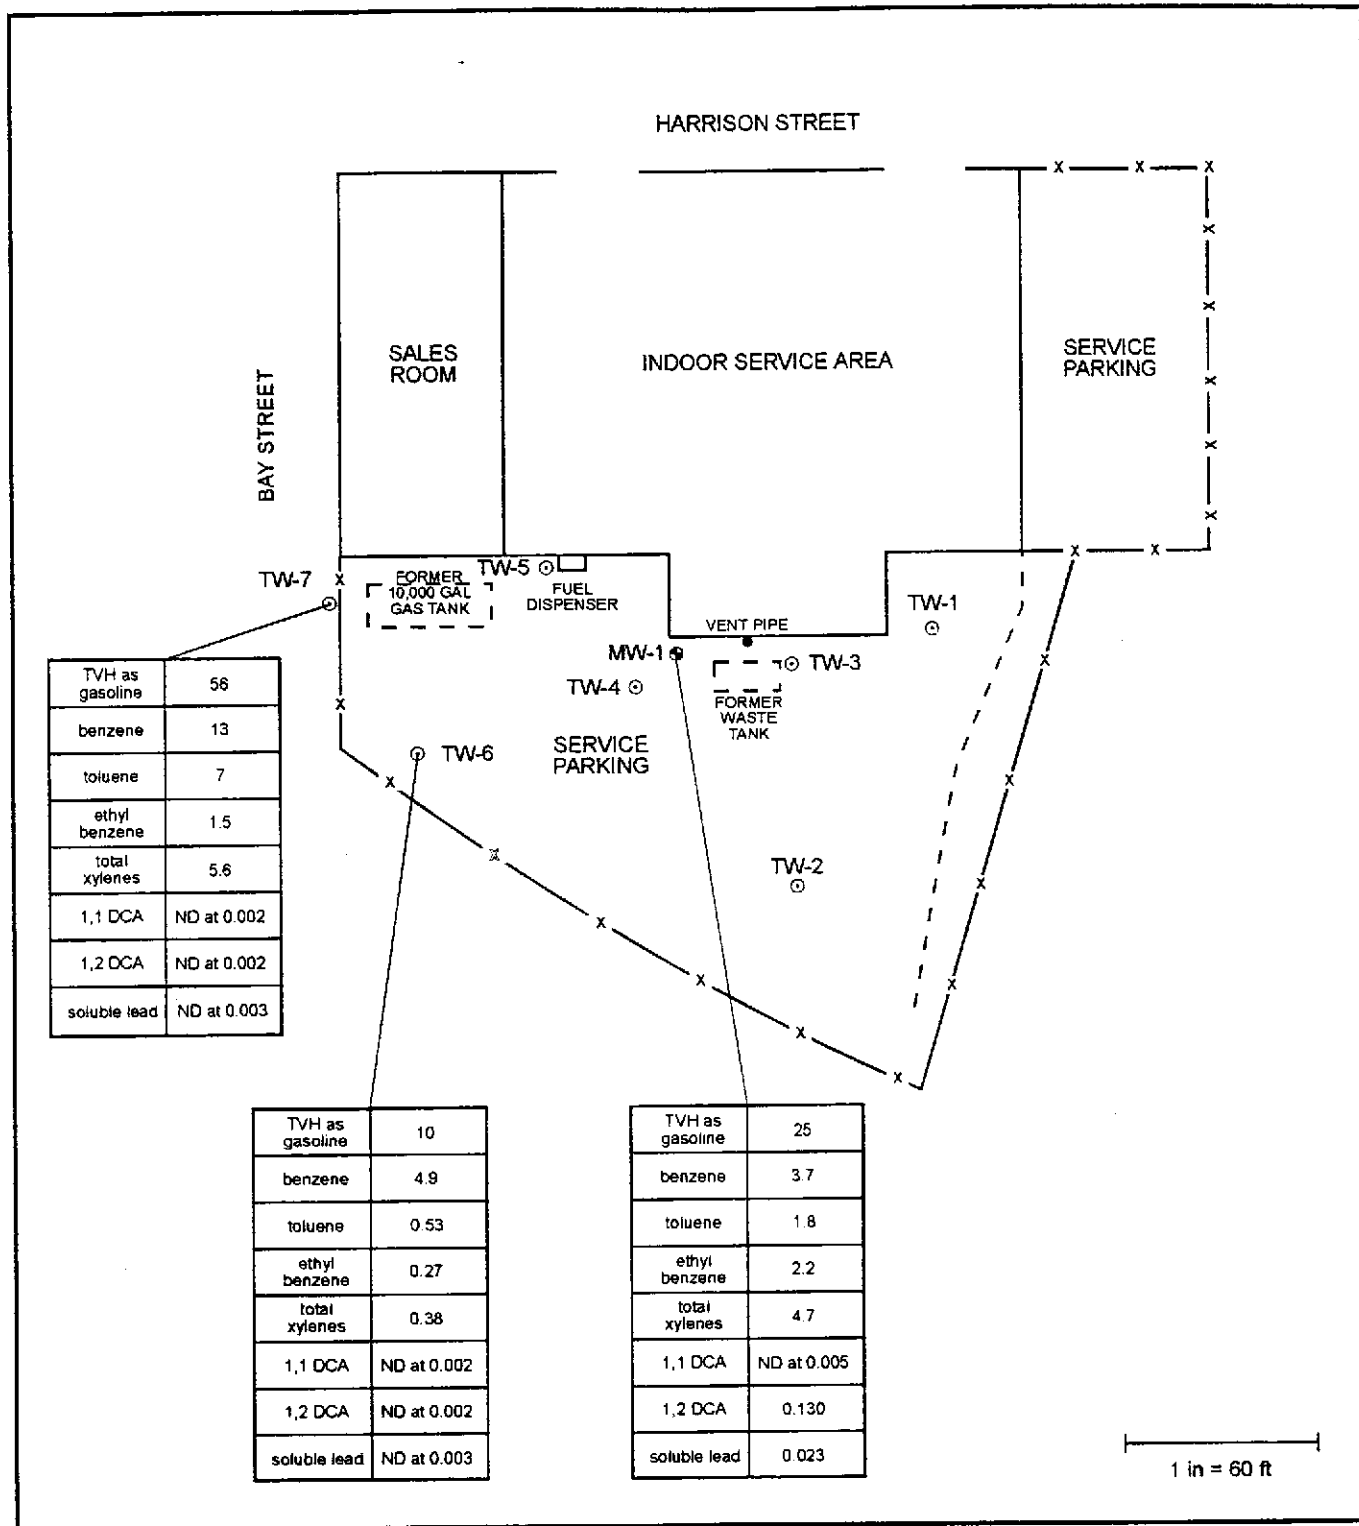 HARRISON STREET
SALES
ROOM
INDOOR SERVICE AREA
SERVICE
PARKING
BAY STREET
TW-7
FORMER
10,000 GAL
GAS TANK
TW-5
FUEL
DISPENSER
TW-1
VENT PIPE
MW-1
TW-3
TW-4
FORMER
WASTE
TANK
TW-6
SERVICE
PARKING
TW-2
TVH as
gasoline 56
benzene 13
toluene 7
ethyl
benzene 1.5
total
xylenes 5.6
1,1 DCA ND at 0.002
1,2 DCA ND at 0.002
soluble lead ND at 0.003
TVH as
gasoline 10
benzene 4.9
toluene 0.53
ethyl
benzene 0.27
total
xylenes 0.38
1,1 DCA ND at 0.002
1,2 DCA ND at 0.002
soluble lead ND at 0.003
TVH as
gasoline 25
benzene 3.7
toluene 1.8
ethyl
benzene 2.2
total
xylenes 4.7
1,1 DCA ND at 0.005
1,2 DCA 0.130
soluble lead 0.023
1 in = 60 ft